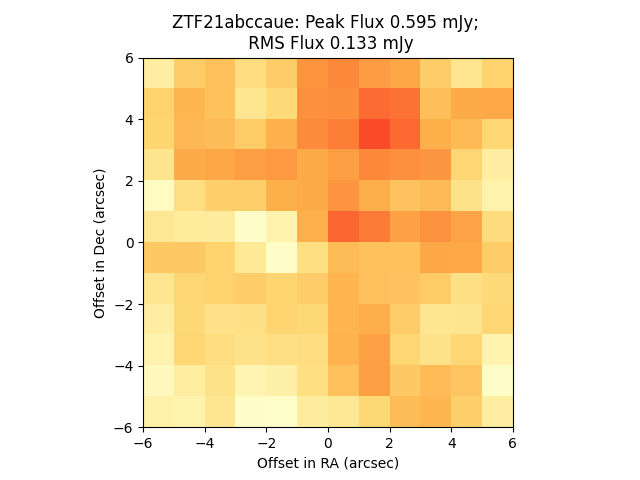 ZTF21abccaue: Peak Flux 0.595 mJy;
RMS Flux 0.133 mJy
6
4
2
0
−2
−4
−6
Offset in Dec (arcsec)
−6 −4 −2 0 2 4 6
Offset in RA (arcsec)